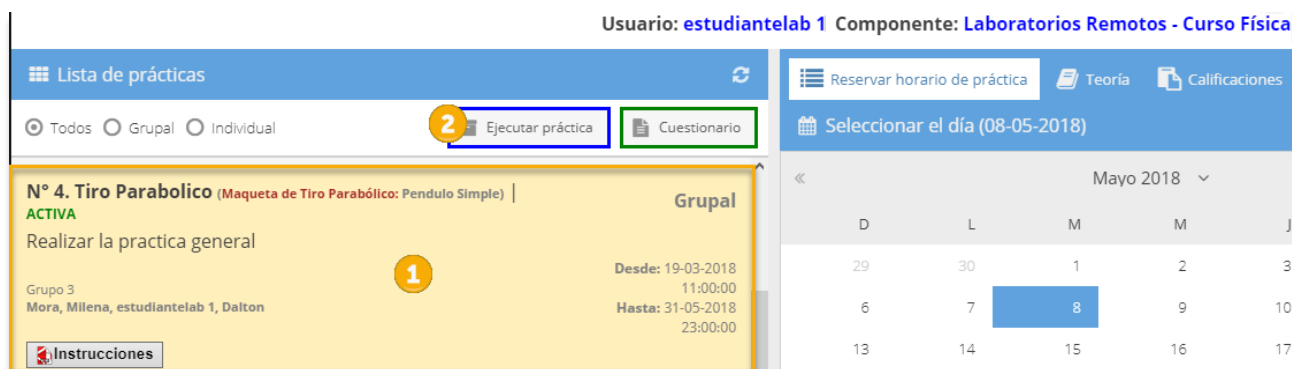 Usuario: estudiantelab 1 Componente: Laboratorios Remotos - Curso Física
Lista de prácticas
Todos Grupal Individual
2 Ejecutar práctica
Cuestionario
N° 4. Tiro Parabolico (Maqueta de Tiro Parabólico: Pendulo Simple) |
ACTIVA
Grupal
Realizar la practica general
1
Desde: 19-03-2018
11:00:00
Hasta: 31-05-2018
23:00:00
Grupo 3
Mora, Milena, estudiantelab 1, Dalton
Instrucciones
Reservar horario de práctica Teoría Calificaciones
Seleccionar el día (08-05-2018)
« Mayo 2018
D L M M J
29 30 1 2 3
6 7 8 9 10
13 14 15 16 17